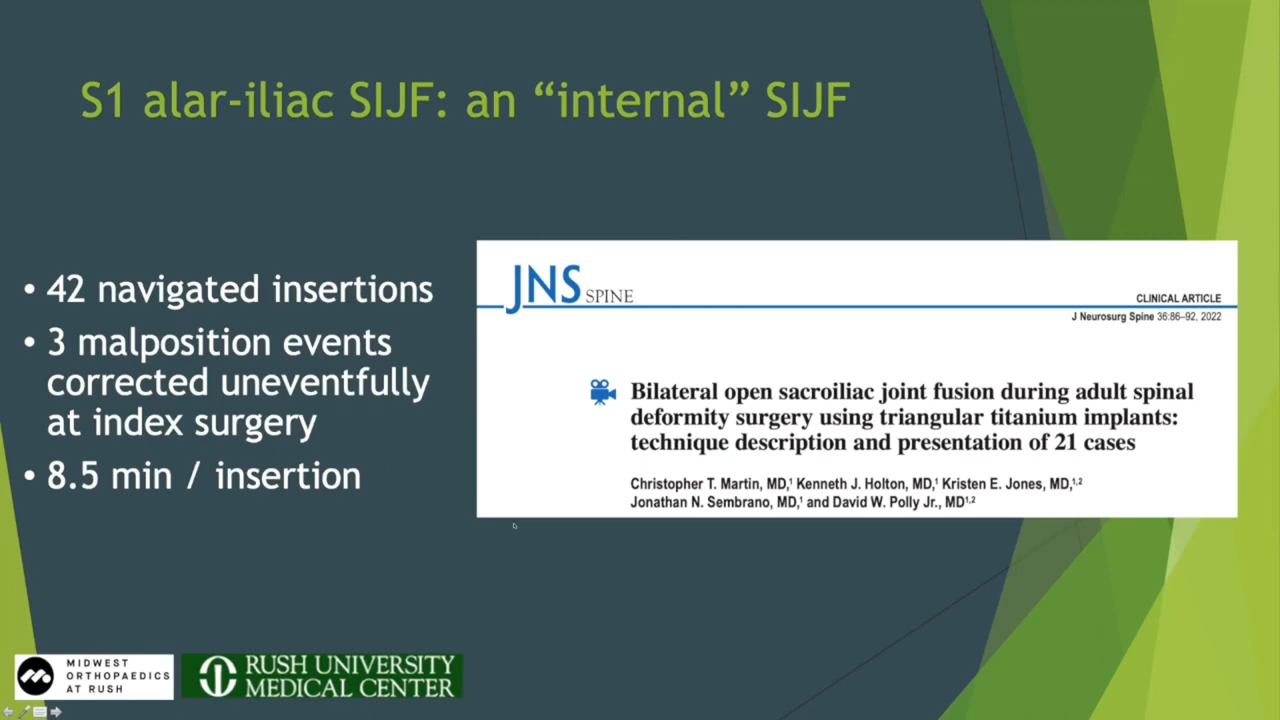 S1 alar-iliac SIJF: an “internal” SIJF
• 42 navigated insertions
• 3 malposition events
corrected uneventfully
at index surgery
• 8.5 min / insertion
JNS SPINE
CLINICAL ARTICLE
J Neurosurg Spine 36:86–92, 2022
Bilateral open sacroiliac joint fusion during adult spinal
deformity surgery using triangular titanium implants:
technique description and presentation of 21 cases
Christopher T. Martin, MD,¹ Kenneth J. Holton, MD,¹ Kristen E. Jones, MD,¹,²
Jonathan N. Sembrano, MD,¹ and David W. Polly Jr., MD¹,²
MIDWEST
ORTHOPAEDICS
AT RUSH
RUSH UNIVERSITY
MEDICAL CENTER